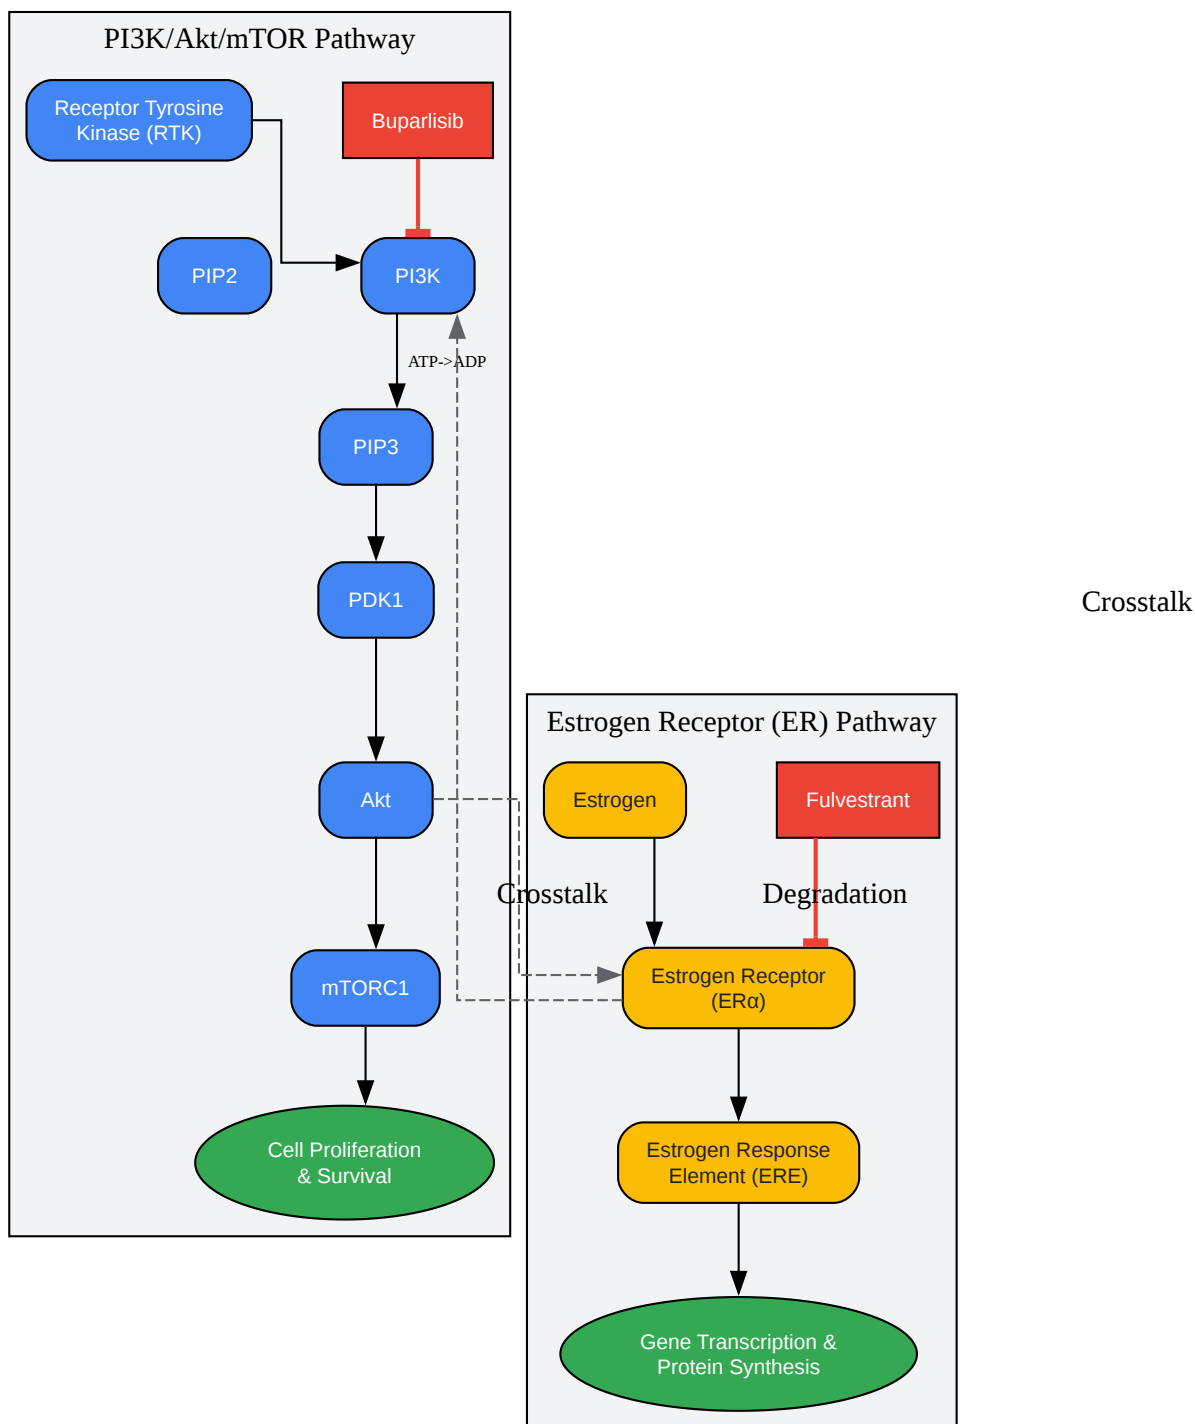 PI3K/Akt/mTOR Pathway
Receptor Tyrosine
Kinase (RTK)
Buparlisib
PIP2
PI3K
ATP->ADP
PIP3
PDK1
Crosstalk
Estrogen Receptor (ER) Pathway
Akt
Estrogen
Fulvestrant
Crosstalk
Degradation
mTORC1
Estrogen Receptor
(ERα)
Cell Proliferation
& Survival
Estrogen Response
Element (ERE)
Gene Transcription &
Protein Synthesis